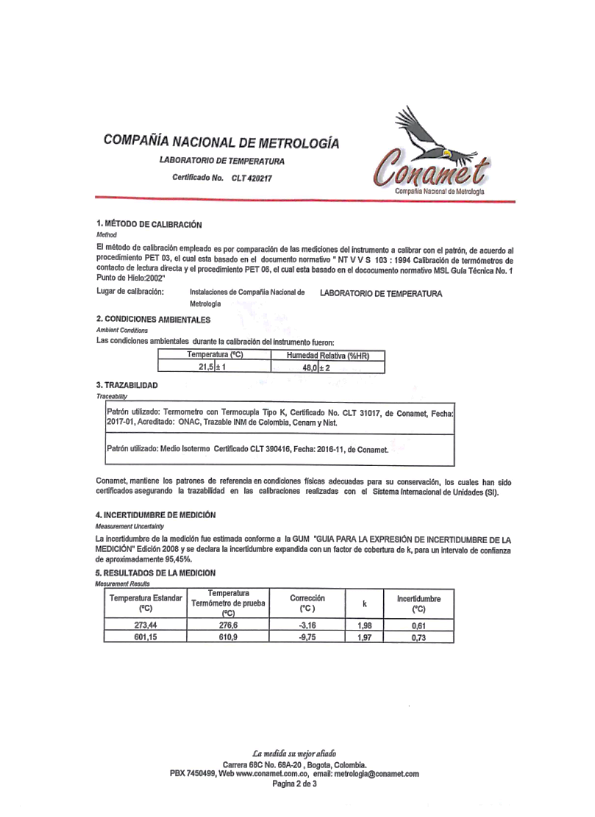 COMPAÑÍA NACIONAL DE METROLOGÍA
LABORATORIO DE TEMPERATURA
Certificado No. CLT 420217
Conamet
Compañia Nacional de Metrología
1. MÉTODO DE CALIBRACIÓN
Method
El método de calibración empleado es por comparación de las mediciones del instrumento a calibrar con el patrón, de acuerdo al
procedimiento PET 03, el cual esta basado en el documento normativo " NT V V S 103 : 1994 Calibración de termómetros de
contacto de lectura directa y el procedimiento PET 06, el cual esta basado en el dococumento normativo MSL Guía Técnica No. 1
Punto de Hielo:2002"
Lugar de calibración: Instalaciones de Compañía Nacional de LABORATORIO DE TEMPERATURA
Metrología
2. CONDICIONES AMBIENTALES
Ambient Conditions
Las condiciones ambientales durante la calibración del instrumento fueron:
Temperatura (ºC) Humedad Relativa (%HR)
21,5 ± 1 48,0 ± 2
3. TRAZABILIDAD
Traceability
Patrón utilizado: Termometro con Termocupla Tipo K, Certificado No. CLT 31017, de Conamet, Fecha:
2017-01, Acreditado: ONAC, Trazable INM de Colombia, Cenam y Nist.
Patrón utilizado: Medio Isotermo Certificado CLT 390416, Fecha: 2016-11, de Conamet.
Conamet, mantiene los patrones de referencia en condiciones físicas adecuadas para su conservación, los cuales han sido
certificados asegurando la trazabilidad en las calibraciones realizadas con el Sistema Internacional de Unidades (SI).
4. INCERTIDUMBRE DE MEDICIÓN
Measurement Uncertainty
La incertidumbre de la medición fue estimada conforme a la GUM "GUIA PARA LA EXPRESIÓN DE INCERTIDUMBRE DE LA
MEDICIÓN" Edición 2008 y se declara la incertidumbre expandida con un factor de cobertura de k, para un intervalo de confianza
de aproximadamente 95,45%.
5. RESULTADOS DE LA MEDICION
Measurement Results
Temperatura Estandar (ºC) Temperatura Termómetro de prueba (ºC) Corrección (°C ) k Incertidumbre (ºC)
273,44 276,6 -3,16 1,98 0,61
601,15 610,9 -9,75 1,97 0,73
La medida su mejor aliado
Carrera 68C No. 68A-20 , Bogota, Colombia.
PBX 7450499, Web www.conamet.com.co, email: metrologia@conamet.com
Pagina 2 de 3